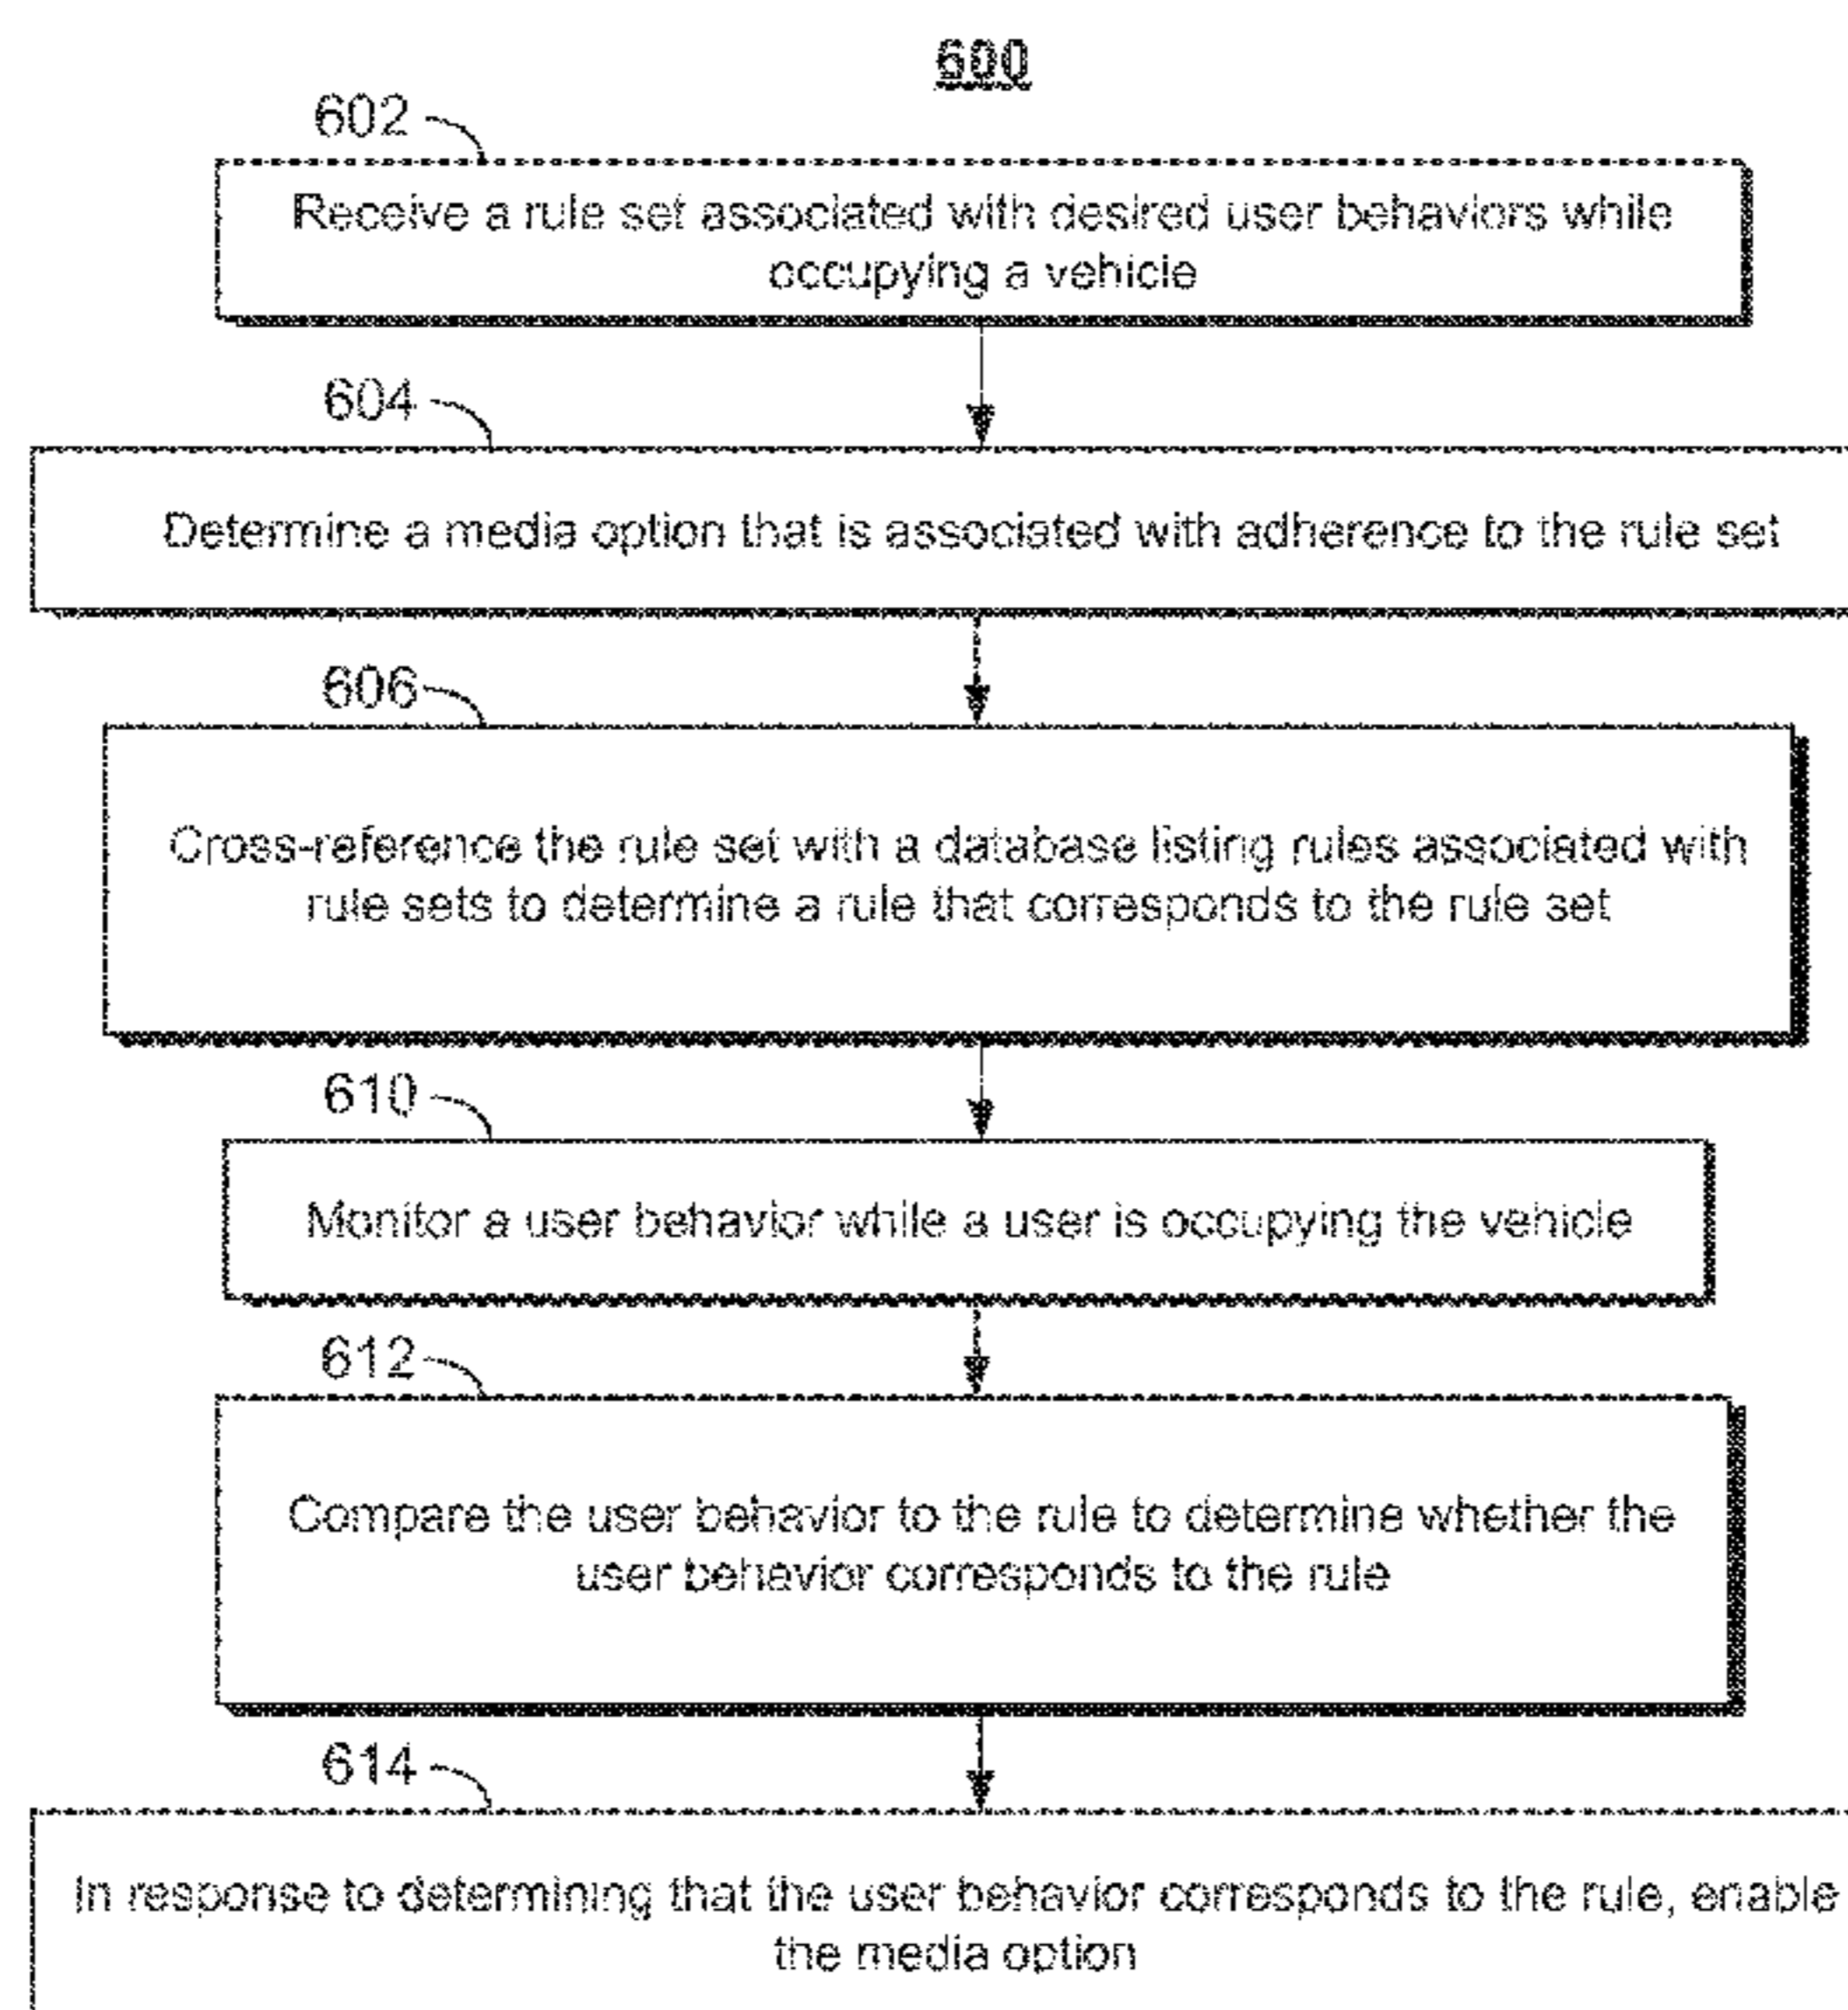 600
602
Receive a rule set associated with desired user behaviors while
occupying a vehicle
604
Determine a media option that is associated with adherence to the rule set
606
Cross-reference the rule set with a database listing rules associated with
rule sets to determine a rule that corresponds to the rule set
610
Monitor a user behavior while a user is occupying the vehicle
612
Compare the user behavior to the rule to determine whether the
user behavior corresponds to the rule
614
In response to determining that the user behavior corresponds to the rule, enable
the media option